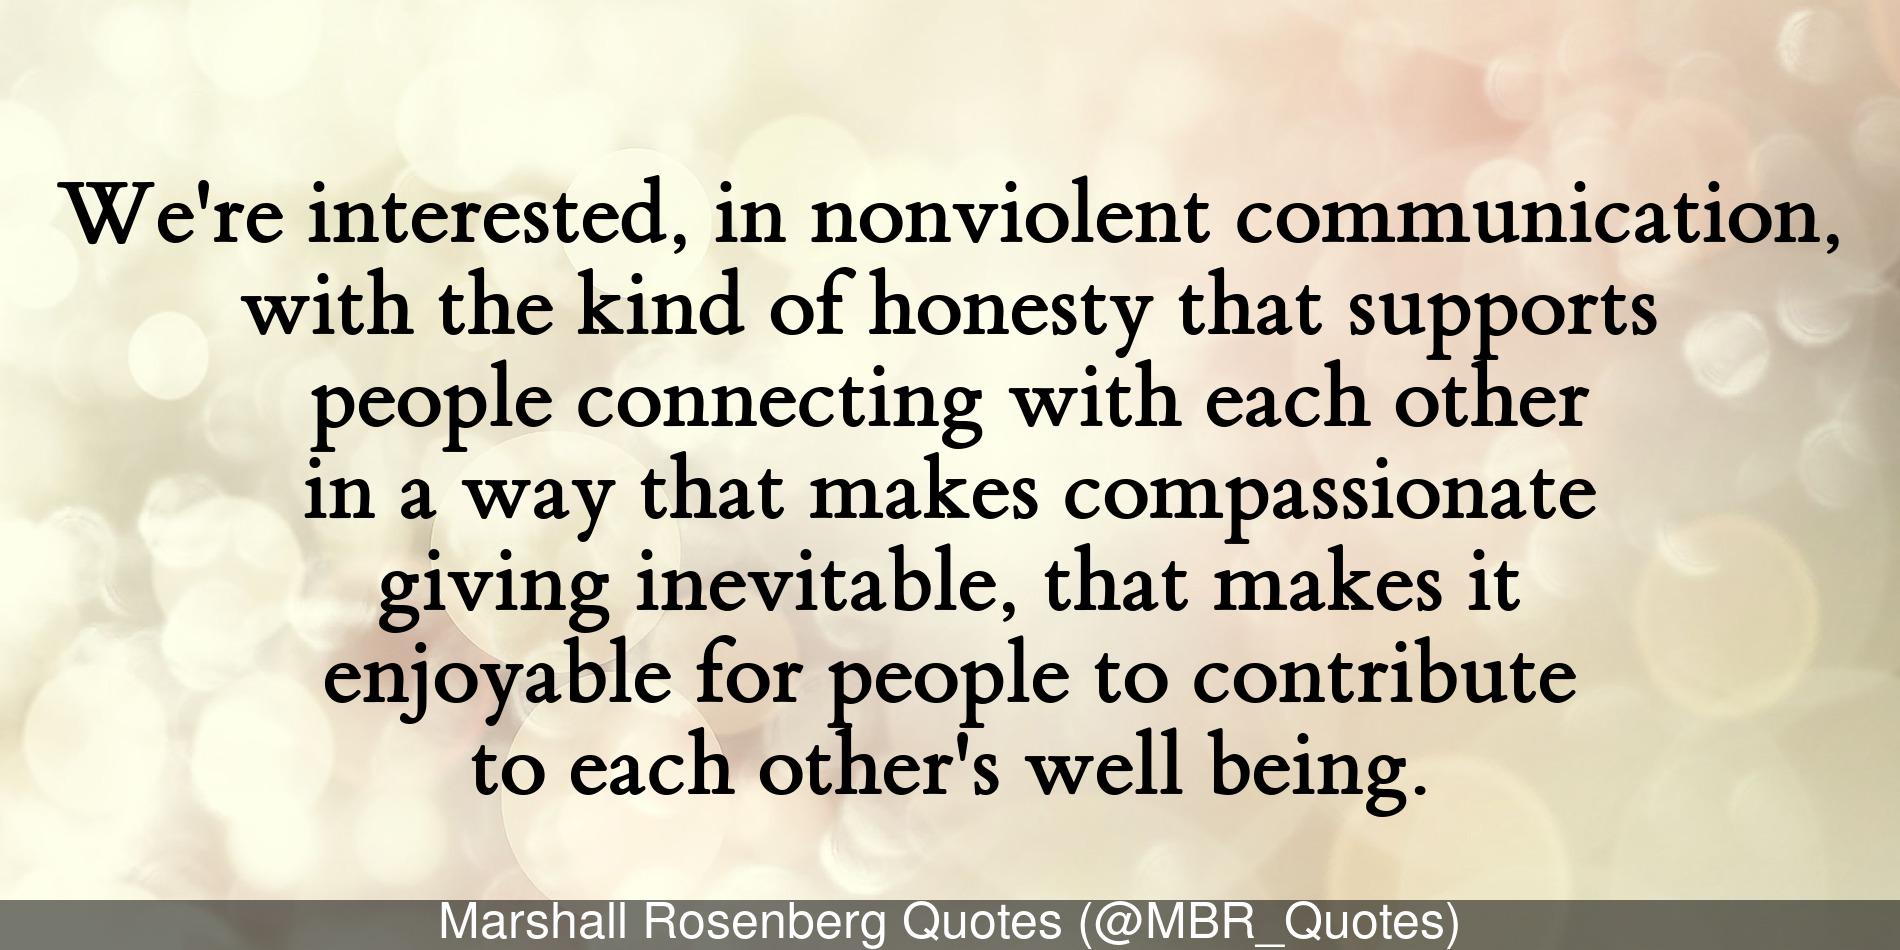 We're interested, in nonviolent communication,
with the kind of honesty that supports
people connecting with each other
in a way that makes compassionate
giving inevitable, that makes it
enjoyable for people to contribute
to each other's well being.
Marshall Rosenberg Quotes (@MBR_Quotes)